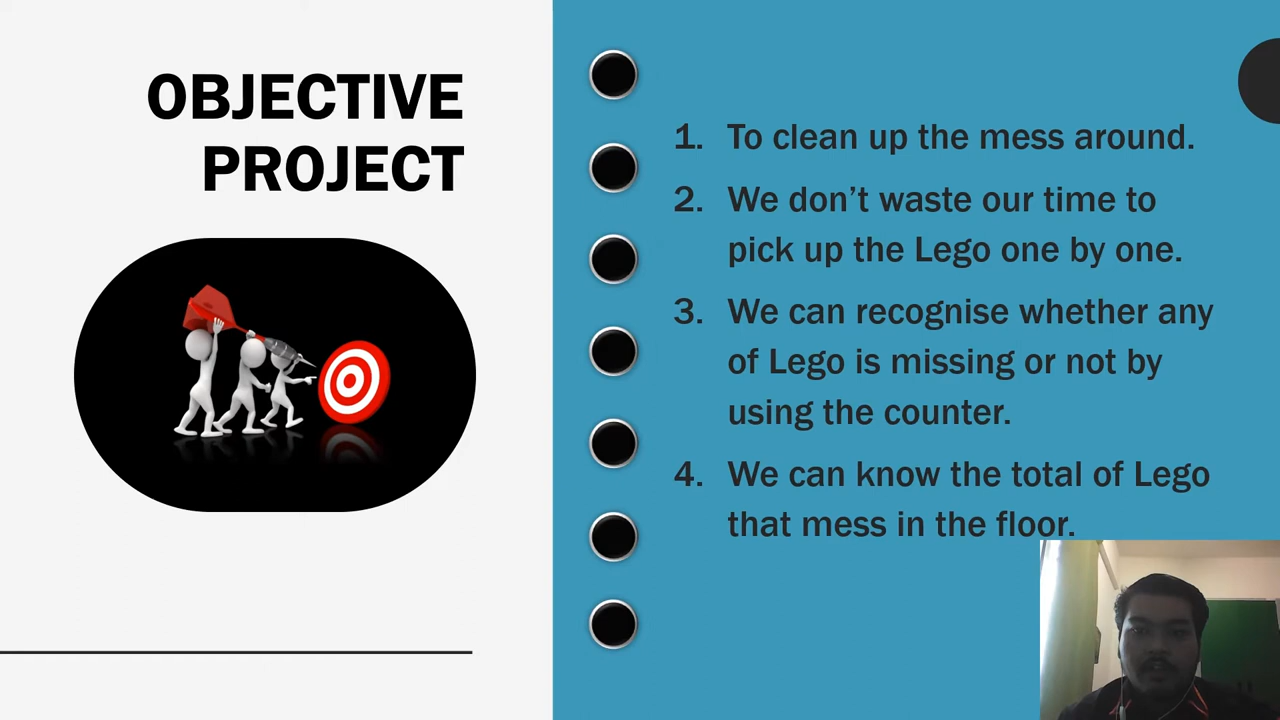 OBJECTIVE
PROJECT
1. To clean up the mess around.
2. We don’t waste our time to
pick up the Lego one by one.
3. We can recognise whether any
of Lego is missing or not by
using the counter.
4. We can know the total of Lego
that mess in the floor.